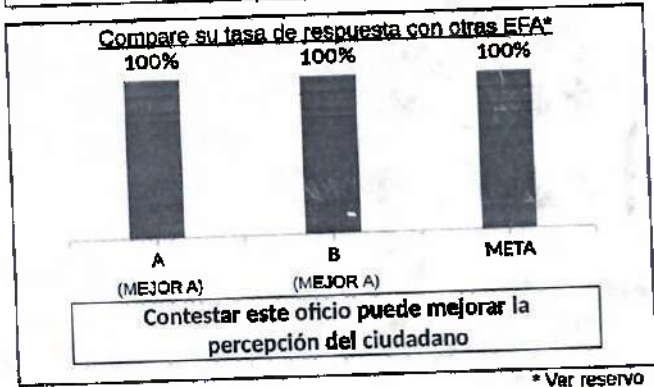 Compare su tasa de respuesta con otras EFA*
100% 100% 100%
A B META
(MEJOR A) (MEJOR A)
Contestar este oficio puede mejorar la
percepción del ciudadano
* Ver reservo